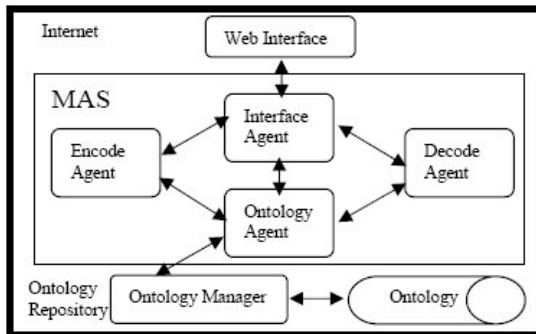 Internet
Web Interface
MAS
Interface
Agent
Encode
Agent
Decode
Agent
Ontology
Agent
Ontology
Repository
Ontology Manager
Ontology